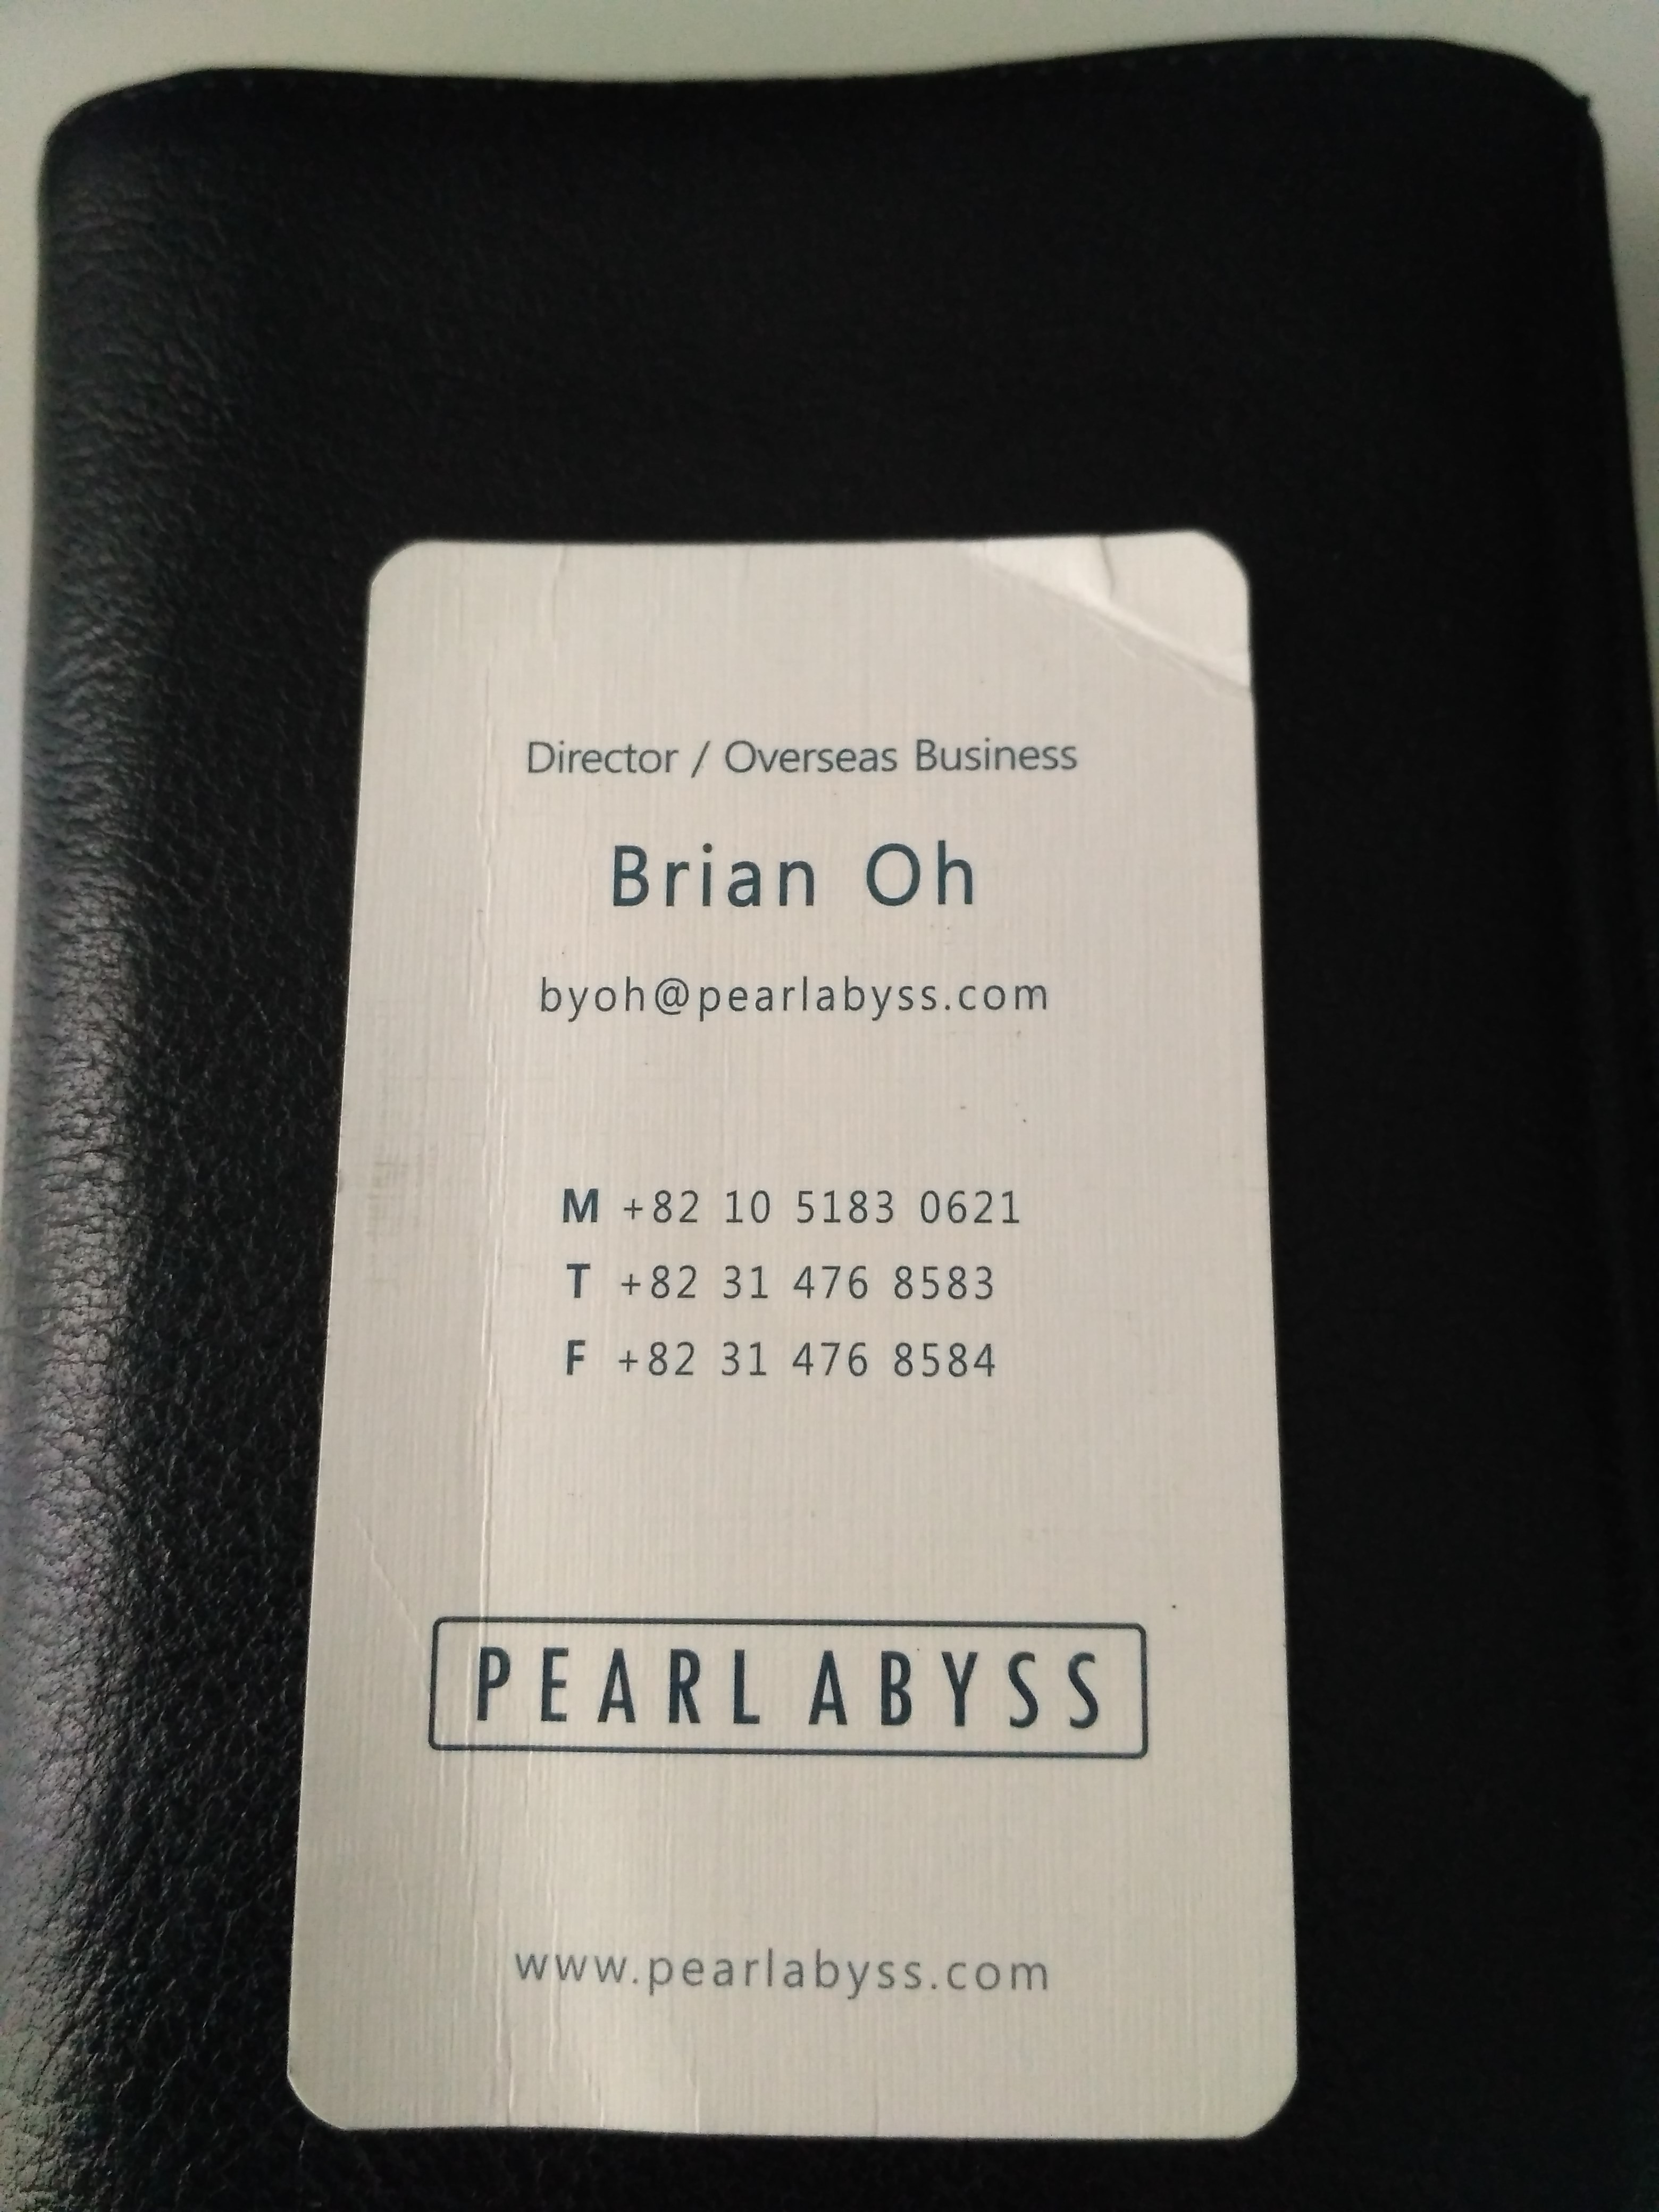 Director / Overseas Business
Brian Oh
byoh@pearlabyss.com
M +82 10 5183 0621
T +82 31 476 8583
F +82 31 476 8584
PEARL ABYSS
www.pearlabyss.com